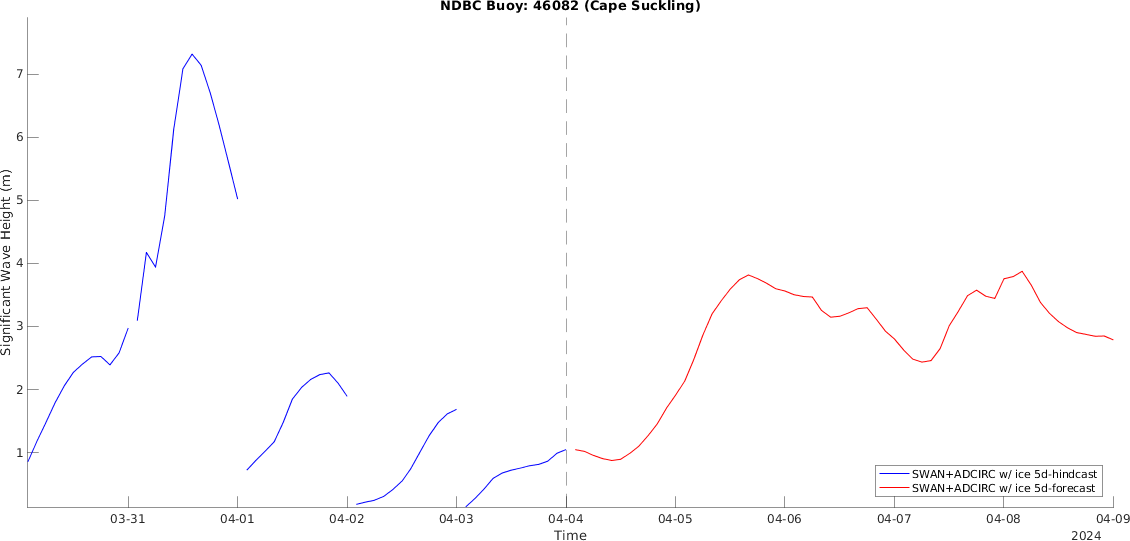 NDBC Buoy: 46082 (Cape Suckling)
Significant Wave Height (m)
7
6
5
4
3
2
1
SWAN+ADCIRC w/ ice 5d-hindcast
SWAN+ADCIRC w/ ice 5d-forecast
03-31 04-01 04-02 04-03 04-04 04-05 04-06 04-07 04-08 04-09
Time
2024